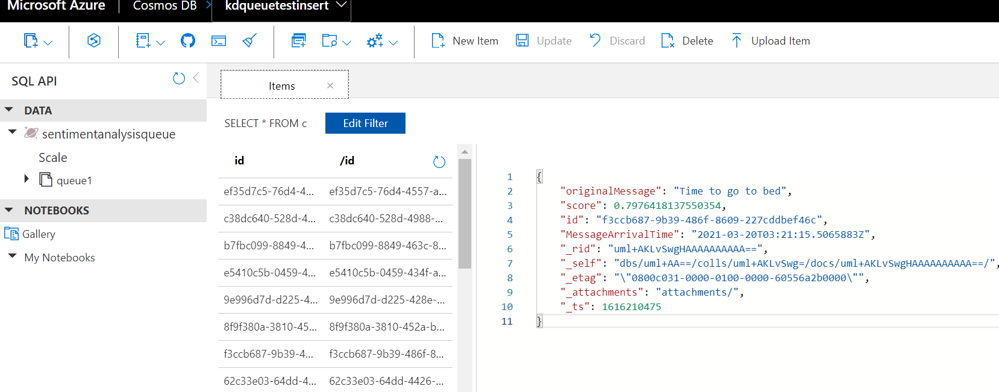 Microsoft Azure Cosmos DB kdqueuetestinsert
New Item Update Discard Delete Upload Item
SQL API
Items
DATA
sentimentanalysisqueue
Scale
queue1
NOTEBOOKS
Gallery
My Notebooks
SELECT * FROM c Edit Filter
id /id
ef35d7c5-76d4-4... ef35d7c5-76d4-4557-a...
c38dc640-528d-4... c38dc640-528d-4988-...
b7fbc099-8849-4... b7fbc099-8849-463c-8...
e5410c5b-0459-4... e5410c5b-0459-434f-a...
9e996d7d-d225-4... 9e996d7d-d225-428e-...
8f9f380a-3810-45... 8f9f380a-3810-452a-b...
f3ccb687-9b39-4... f3ccb687-9b39-486f-8...
62c33e03-64dd-4... 62c33e03-64dd-4426-...
1 {
2 "originalMessage": "Time to go to bed",
3 "score": 0.7976418137550354,
4 "id": "f3ccb687-9b39-486f-8609-227cddbef46c",
5 "MessageArrivalTime": "2021-03-20T03:21:15.5065883Z",
6 "_rid": "uml+AKLvSwgHAAAAAAAAAA==",
7 "_self": "dbs/uml+AA==/colls/uml+AKLvSwg=/docs/uml+AKLvSwgHAAAAAAAAAA==/",
8 "_etag": "\"0800c031-0000-0100-0000-60556a2b0000\"",
9 "_attachments": "attachments/",
10 "_ts": 1616210475
11 }